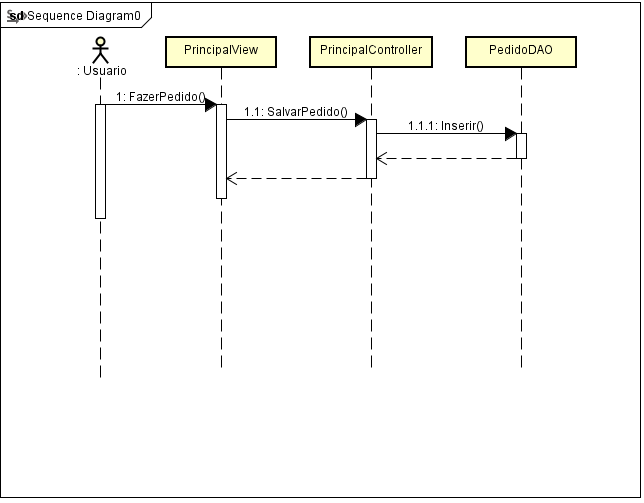 sd Sequence Diagram0
PrincipalView
PrincipalController
PedidoDAO
: Usuario
1: FazerPedido()
1.1: SalvarPedido()
1.1.1: Inserir()